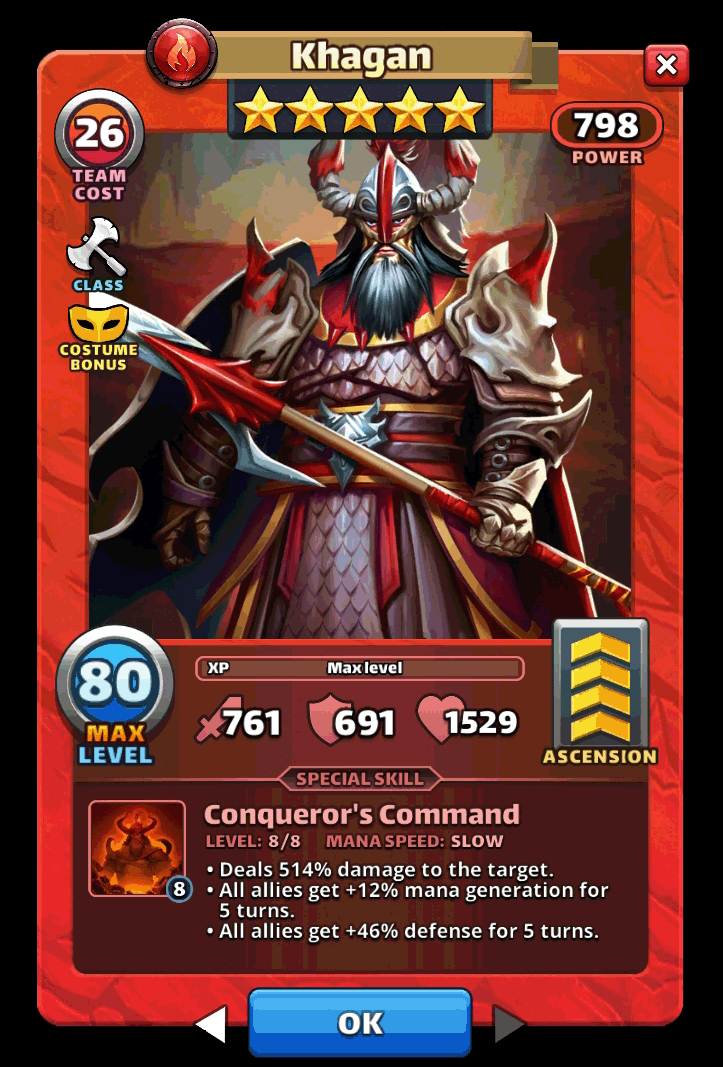 Khagan
26
TEAM
COST
798
POWER
CLASS
COSTUME
BONUS
80
MAX
LEVEL
XP Max level
761 691 1529
ASCENSION
SPECIAL SKILL
Conqueror's Command
LEVEL: 8/8 MANA SPEED: SLOW
8
• Deals 514% damage to the target.
• All allies get +12% mana generation for
5 turns.
• All allies get +46% defense for 5 turns.
OK